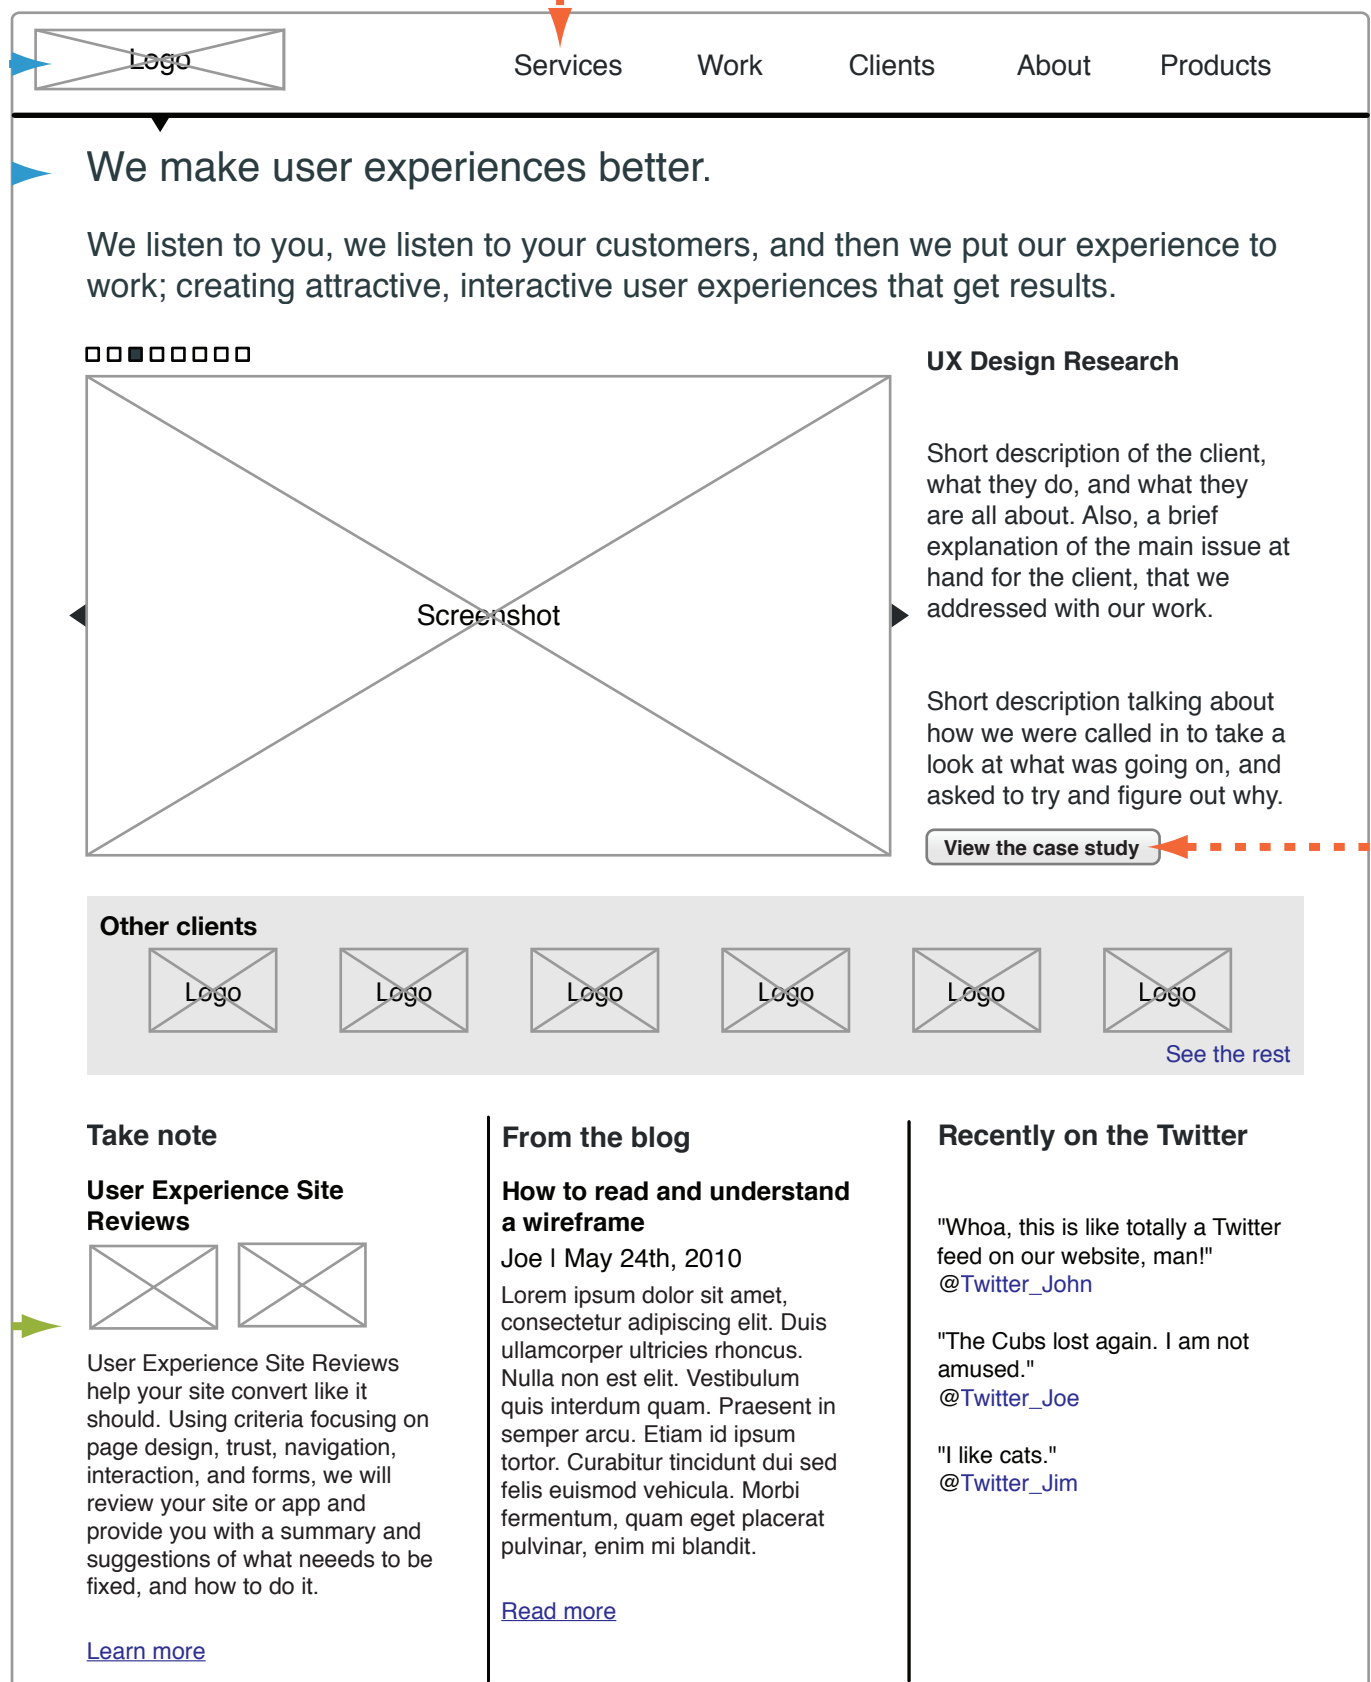 Logo
Services Work Clients About Products
We make user experiences better.
We listen to you, we listen to your customers, and then we put our experience to
work; creating attractive, interactive user experiences that get results.
Screenshot
UX Design Research
Short description of the client,
what they do, and what they
are all about. Also, a brief
explanation of the main issue at
hand for the client, that we
addressed with our work.
Short description talking about
how we were called in to take a
look at what was going on, and
asked to try and figure out why.
View the case study
Other clients
Logo Logo Logo Logo Logo Logo
See the rest
Take note
User Experience Site
Reviews
User Experience Site Reviews
help your site convert like it
should. Using criteria focusing on
page design, trust, navigation,
interaction, and forms, we will
review your site or app and
provide you with a summary and
suggestions of what neeeds to be
fixed, and how to do it.
Learn more
From the blog
How to read and understand
a wireframe
Joe | May 24th, 2010
Lorem ipsum dolor sit amet,
consectetur adipiscing elit. Duis
ullamcorper ultricies rhoncus.
Nulla non est elit. Vestibulum
quis interdum quam. Praesent in
semper arcu. Etiam id ipsum
tortor. Curabitur tincidunt dui sed
felis euismod vehicula. Morbi
fermentum, quam eget placerat
pulvinar, enim mi blandit.
Read more
Recently on the Twitter
"Whoa, this is like totally a Twitter
feed on our website, man!"
@Twitter_John
"The Cubs lost again. I am not
amused."
@Twitter_Joe
"I like cats."
@Twitter_Jim